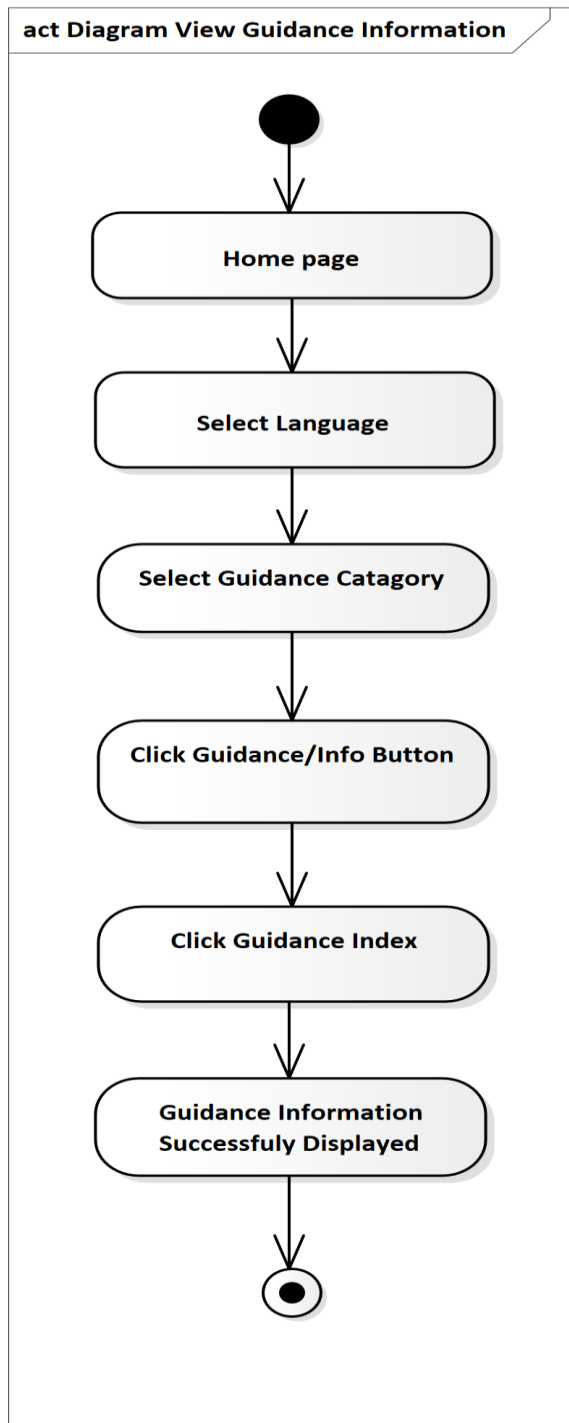 act Diagram View Guidance Information
Home page
Select Language
Select Guidance Catagory
Click Guidance/Info Button
Click Guidance Index
Guidance Information
Successfuly Displayed